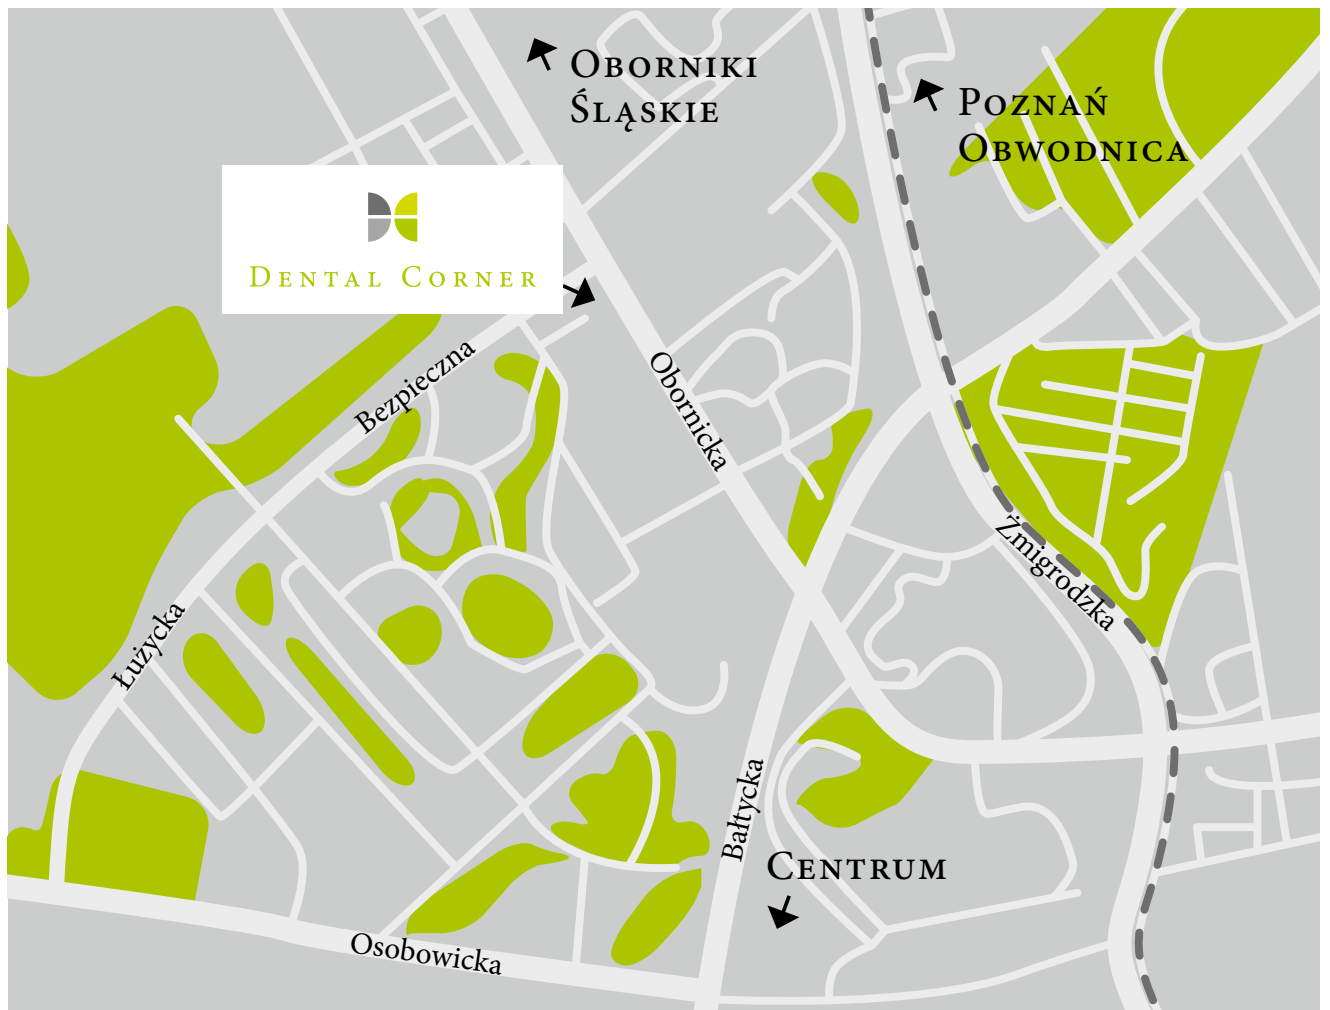 OBORNIKI
ŚLĄSKIE
POZNAŃ
OBWODNICA
DENTAL CORNER
Bezpieczna
Obornicka
Żmigrodzka
Łużycka
Bałtycka
CENTRUM
Osobowicka